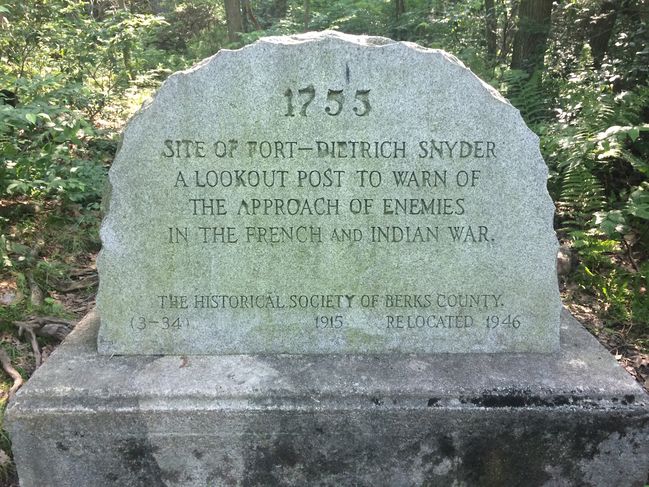 1755
SITE OF FORT-DIETRICH SNYDER
A LOOKOUT POST TO WARN OF
THE APPROACH OF ENEMIES
IN THE FRENCH AND INDIAN WAR.
THE HISTORICAL SOCIETY OF BERKS COUNTY.
(3-34) 1915 RELOCATED 1946